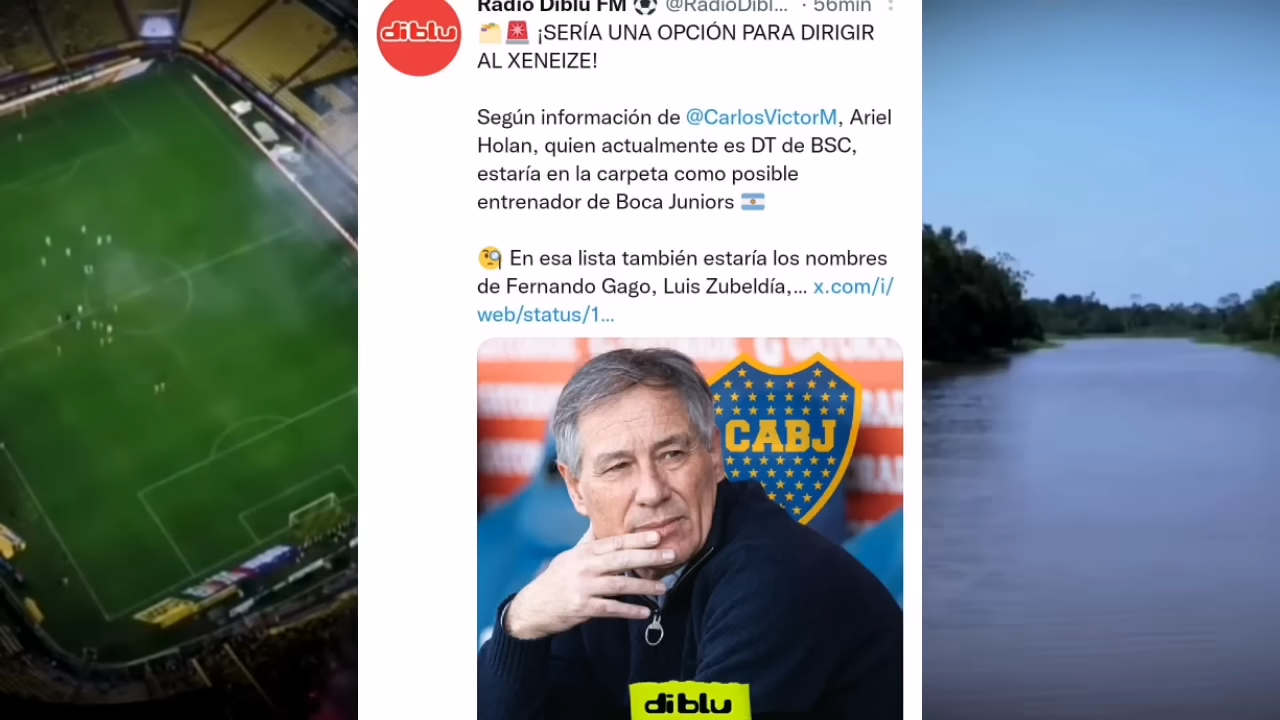 Radio Diblu FM ⚽ @RadioDibl... · 56min
diblu
🗂️🚨 ¡SERÍA UNA OPCIÓN PARA DIRIGIR
AL XENEIZE!
Según información de @CarlosVictorM, Ariel
Holan, quien actualmente es DT de BSC,
estaría en la carpeta como posible
entrenador de Boca Juniors 🇦🇷
🧐 En esa lista también estaría los nombres
de Fernando Gago, Luis Zubeldía,... x.com/i/
web/status/1...
CABJ
diblu